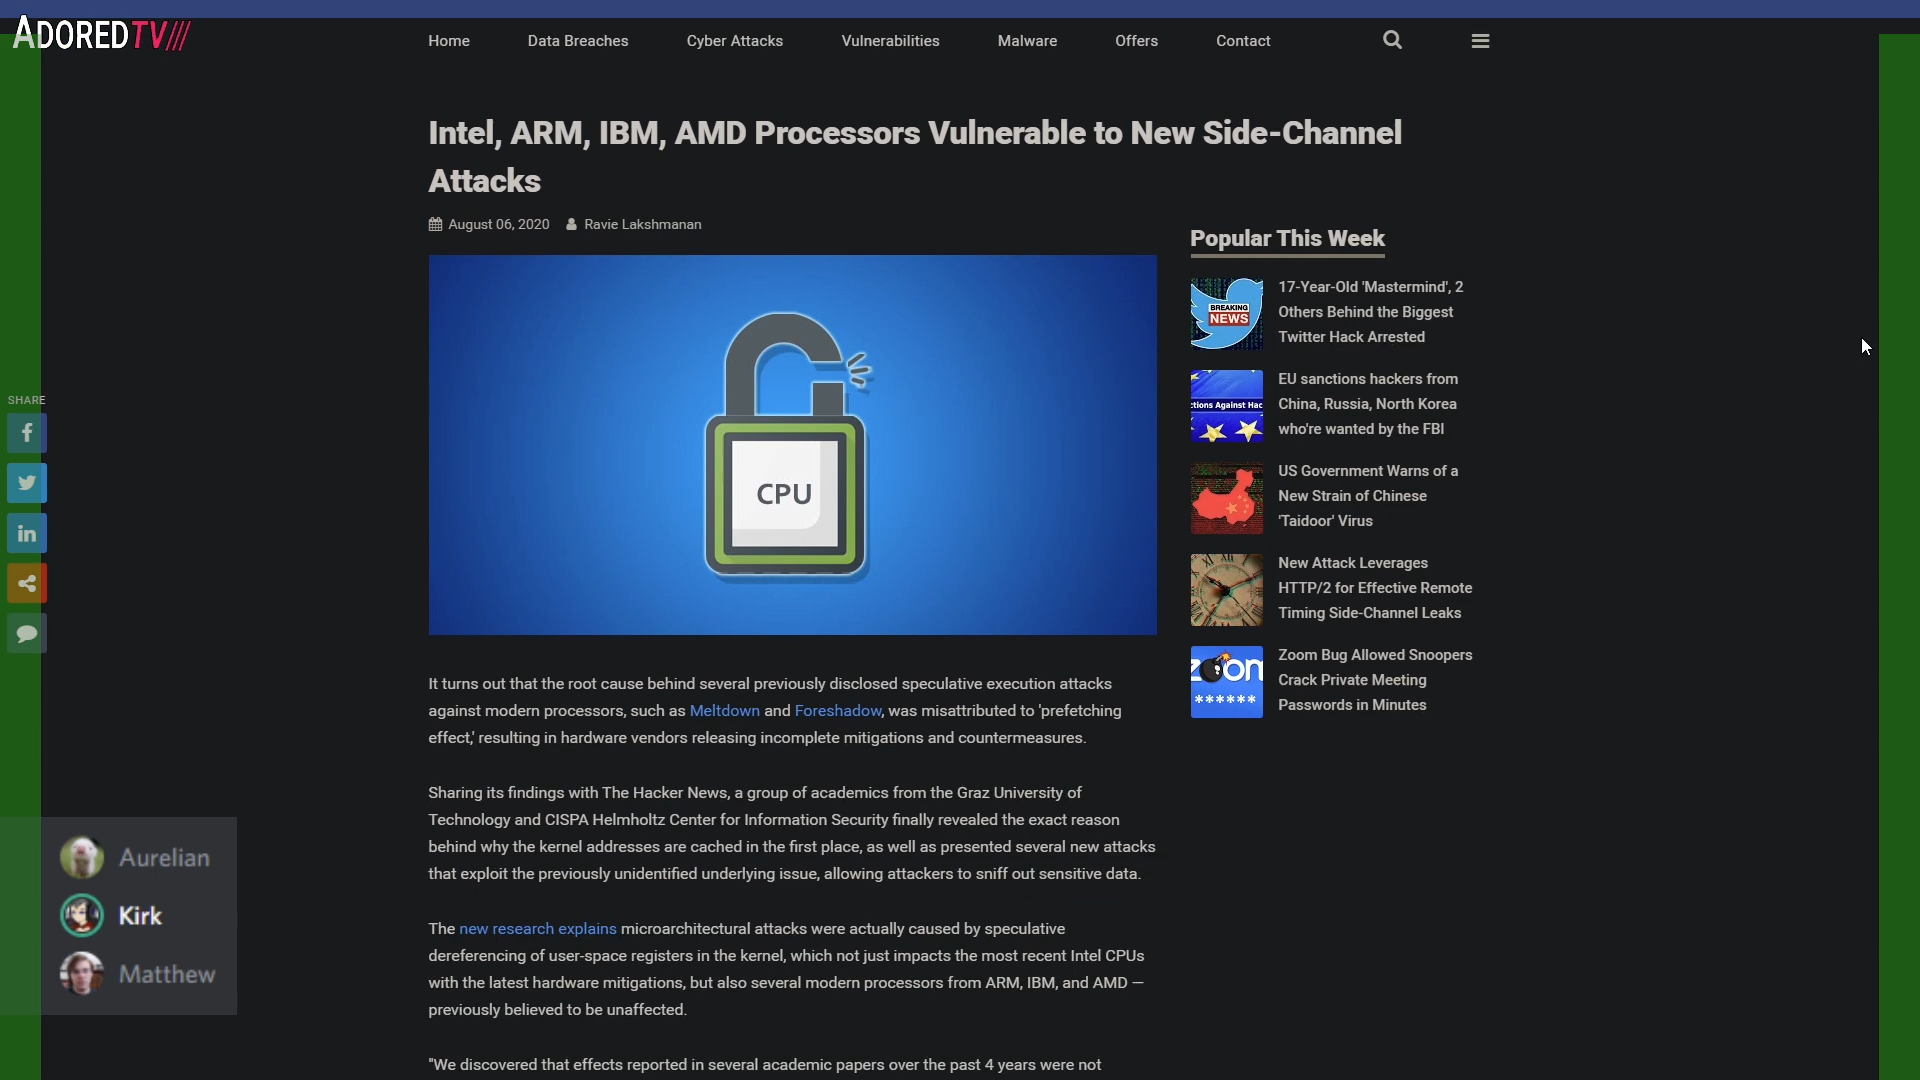 ADOREDTV///
Home Data Breaches Cyber Attacks Vulnerabilities Malware Offers Contact
Intel, ARM, IBM, AMD Processors Vulnerable to New Side-Channel
Attacks
August 06, 2020 Ravie Lakshmanan
CPU
It turns out that the root cause behind several previously disclosed speculative execution attacks
against modern processors, such as Meltdown and Foreshadow, was misattributed to 'prefetching
effect,' resulting in hardware vendors releasing incomplete mitigations and countermeasures.
Sharing its findings with The Hacker News, a group of academics from the Graz University of
Technology and CISPA Helmholtz Center for Information Security finally revealed the exact reason
behind why the kernel addresses are cached in the first place, as well as presented several new attacks
that exploit the previously unidentified underlying issue, allowing attackers to sniff out sensitive data.
The new research explains microarchitectural attacks were actually caused by speculative
dereferencing of user-space registers in the kernel, which not just impacts the most recent Intel CPUs
with the latest hardware mitigations, but also several modern processors from ARM, IBM, and AMD —
previously believed to be unaffected.
"We discovered that effects reported in several academic papers over the past 4 years were not
Popular This Week
BREAKING
NEWS
17-Year-Old 'Mastermind', 2
Others Behind the Biggest
Twitter Hack Arrested
ctions Against Hac
EU sanctions hackers from
China, Russia, North Korea
who're wanted by the FBI
US Government Warns of a
New Strain of Chinese
'Taidoor' Virus
New Attack Leverages
HTTP/2 for Effective Remote
Timing Side-Channel Leaks
zoom
******
Zoom Bug Allowed Snoopers
Crack Private Meeting
Passwords in Minutes
SHARE
Aurelian
Kirk
Matthew